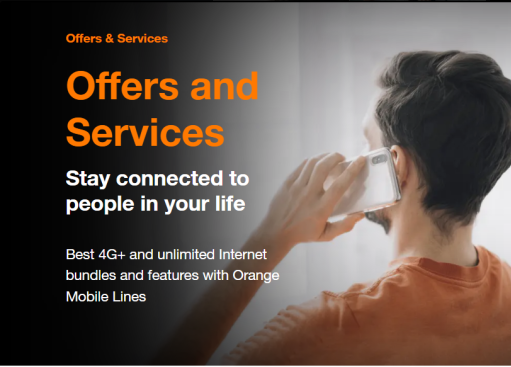 Offers & Services
Offers and
Services
Stay connected to
people in your life
Best 4G+ and unlimited Internet
bundles and features with Orange
Mobile Lines